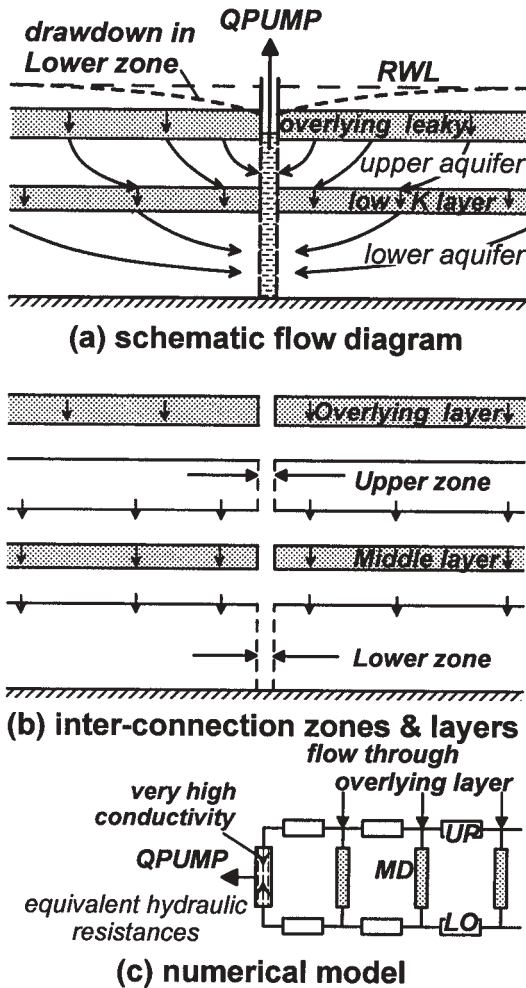 QPUMP
drawdown in
Lower zone
RWL
overlying leaky
upper aquifer
low K layer
lower aquifer
(a) schematic flow diagram
Overlying layer
Upper zone
Middle layer
Lower zone
(b) inter-connection zones & layers
flow through
overlying layer
very high
conductivity
UP
QPUMP
MD
equivalent hydraulic
resistances
LO
(c) numerical model